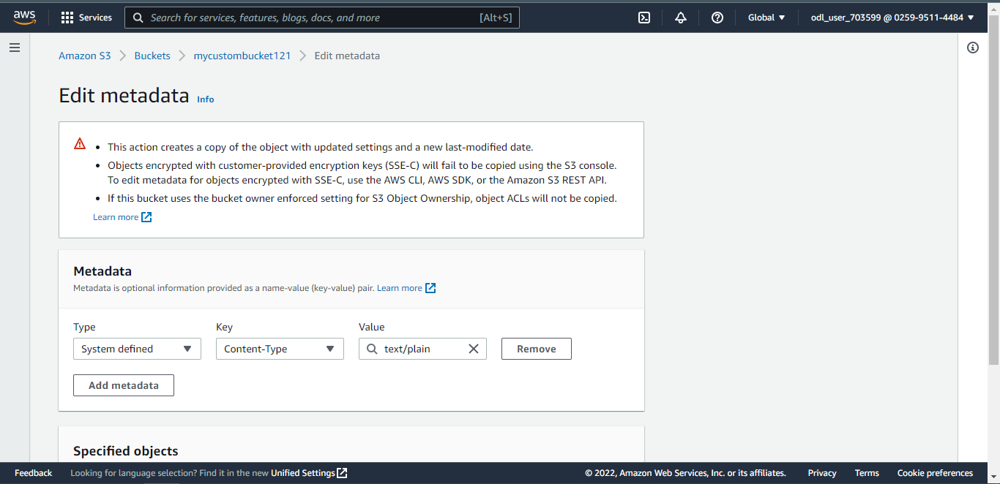 aws Services Search for services, features, blogs, docs, and more [Alt+S] Global odl_user_703599 @ 0259-9511-4484
Amazon S3 Buckets mycustombucket121 Edit metadata
Edit metadata Info
This action creates a copy of the object with updated settings and a new last-modified date.
Objects encrypted with customer-provided encryption keys (SSE-C) will fail to be copied using the S3 console.
To edit metadata for objects encrypted with SSE-C, use the AWS CLI, AWS SDK, or the Amazon S3 REST API.
If this bucket uses the bucket owner enforced setting for S3 Object Ownership, object ACLs will not be copied.
Learn more
Metadata
Metadata is optional information provided as a name-value (key-value) pair. Learn more
Type Key Value
System defined Content-Type text/plain Remove
Add metadata
Specified objects
Feedback Looking for language selection? Find it in the new Unified Settings © 2022, Amazon Web Services, Inc. or its affiliates. Privacy Terms Cookie preferences